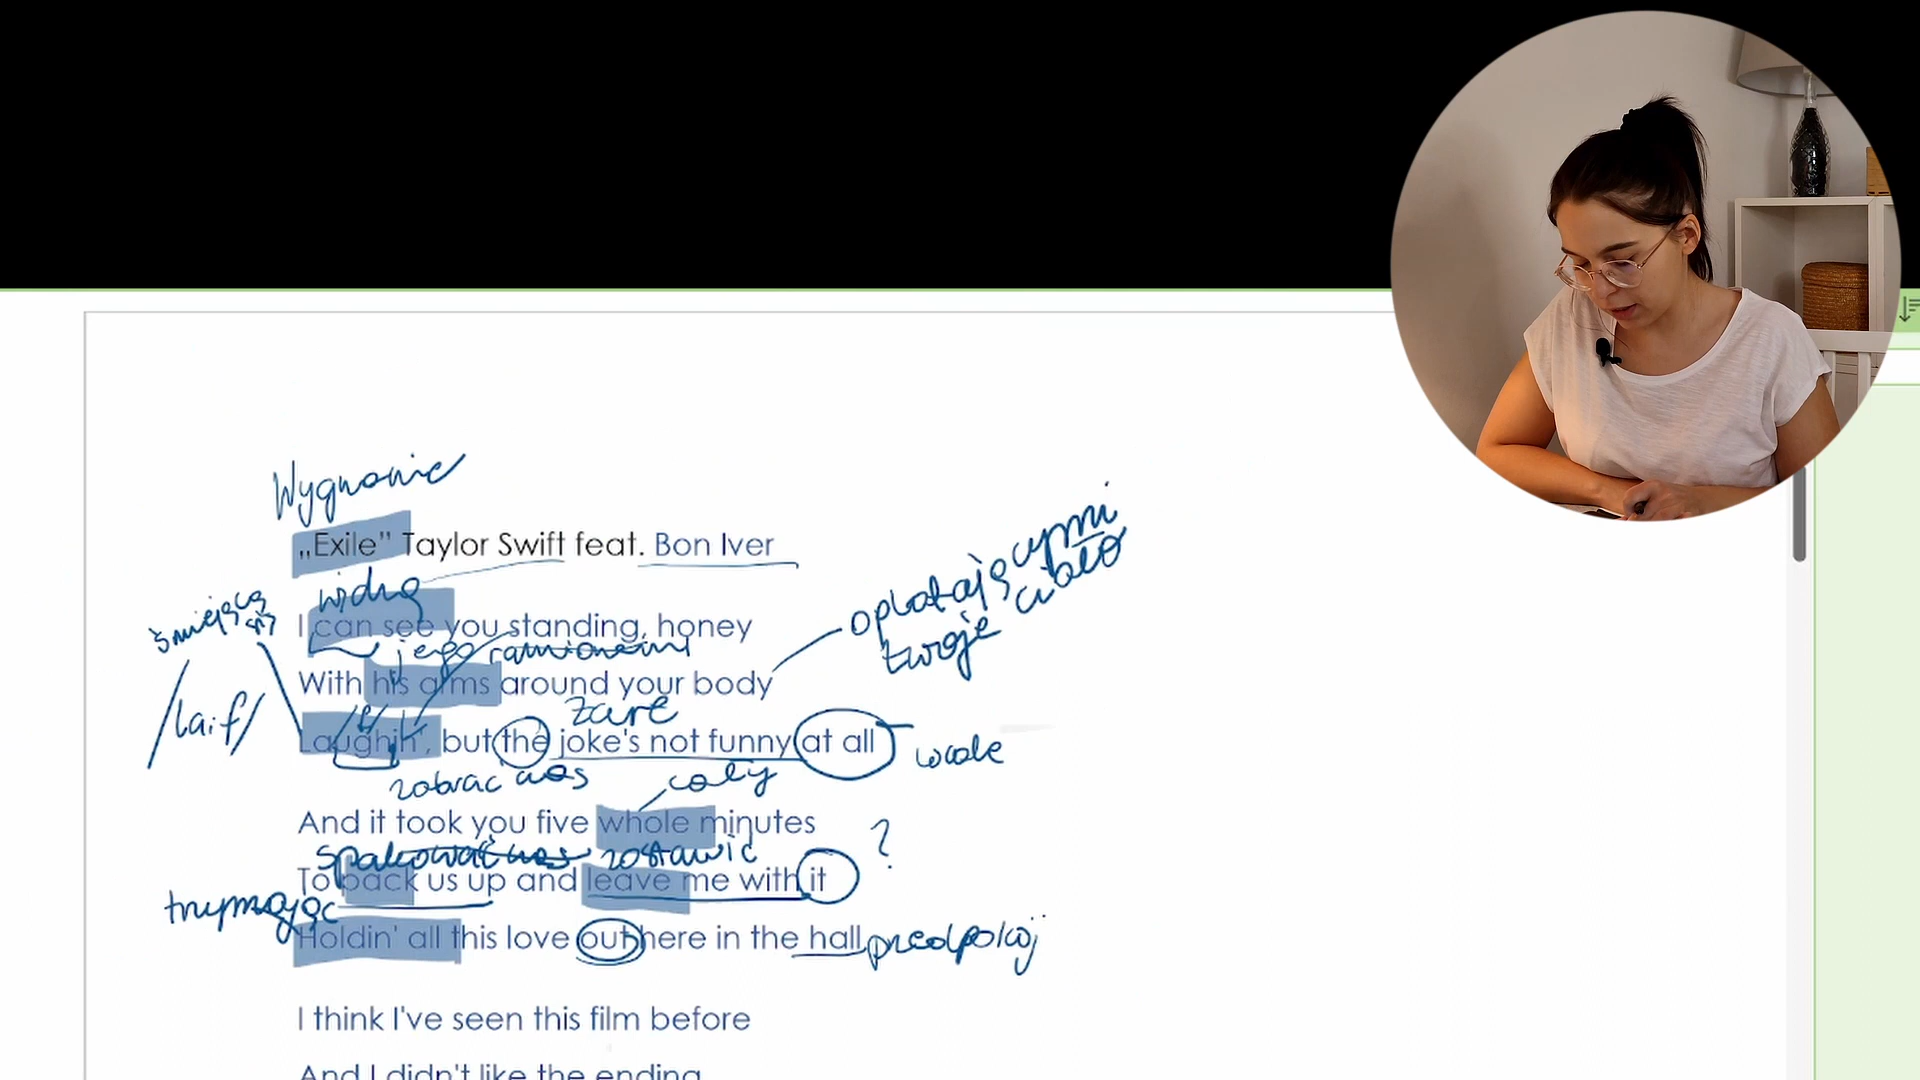 Wygnanie
„Exile” Taylor Swift feat. Bon Iver
widzę
śmiejąca się
oplatającymi
twoje ciało
I can see you standing, honey
jego ramionami
With his arms around your body
/la:f/
żart
Laughin', but the joke's not funny at all
wcale
zabrać nas
cały
And it took you five whole minutes
?
spakować nas zostawić
To pack us up and leave me with it
trzymając
Holdin' all this love out here in the hall
przedpokój
I think I've seen this film before
And I didn't like the ending